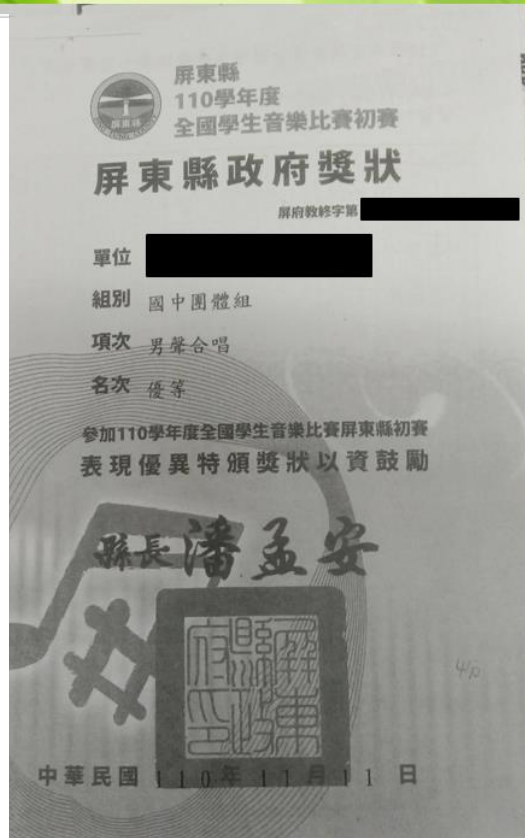 屏東縣
110學年度
全國學生音樂比賽初賽
屏東縣政府獎狀
屏府教終字第
單位
組別 國中團體組
項次 男聲合唱
名次 優等
參加110學年度全國學生音樂比賽屏東縣初賽
表現優異特頒獎狀以資鼓勵
縣長 潘孟安
屏東縣政府印
中華民國 110年11月11日